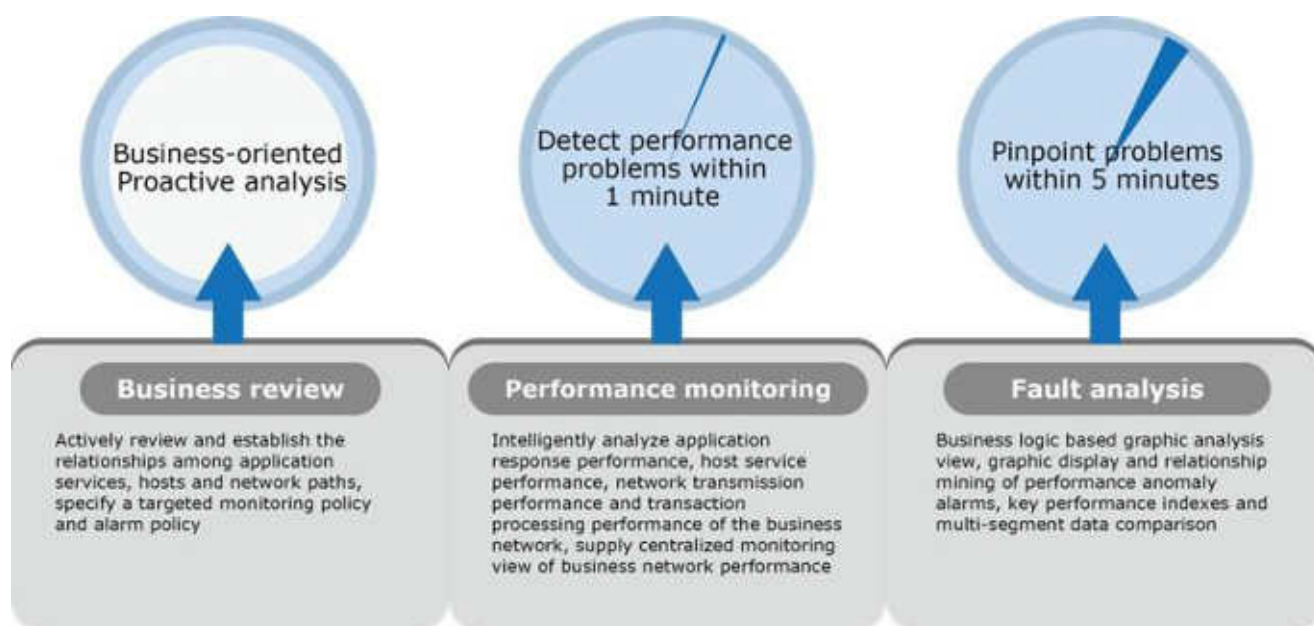 Business-oriented
Proactive analysis
Detect performance
problems within
1 minute
Pinpoint problems
within 5 minutes
Business review
Actively review and establish the
relationships among application
services, hosts and network paths,
specify a targeted monitoring policy
and alarm policy
Performance monitoring
Intelligently analyze application
response performance, host service
performance, network transmission
performance and transaction
processing performance of the business
network, supply centralized monitoring
view of business network performance
Fault analysis
Business logic based graphic analysis
view, graphic display and relationship
mining of performance anomaly
alarms, key performance indexes and
multi-segment data comparison